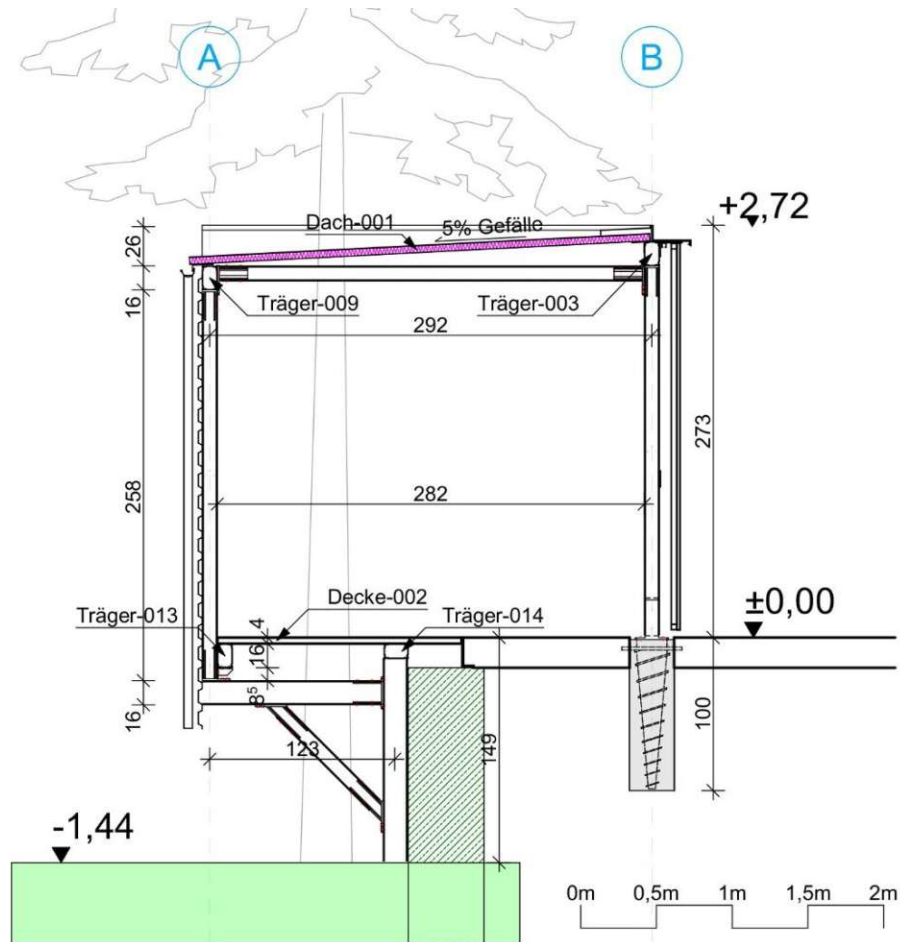 A
B
+2,72
Dach-001
5% Gefälle
26
16
Träger-009
Träger-003
292
273
258
282
Träger-013
4
Decke-002
Träger-014
±0,00
16
8⁵
16
100
123
149
-1,44
0m 0,5m 1m 1,5m 2m